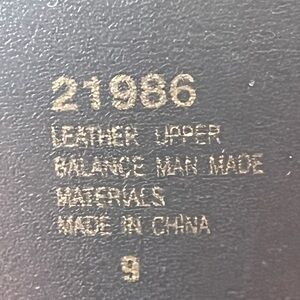 21986
LEATHER UPPER
BALANCE MAN MADE
MATERIALS
MADE IN CHINA
9